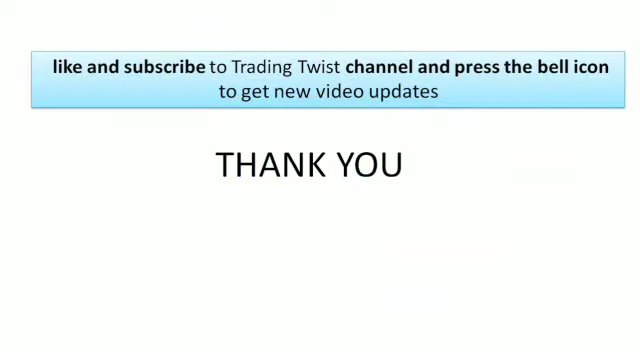 like and subscribe to Trading Twist channel and press the bell icon
to get new video updates
THANK YOU